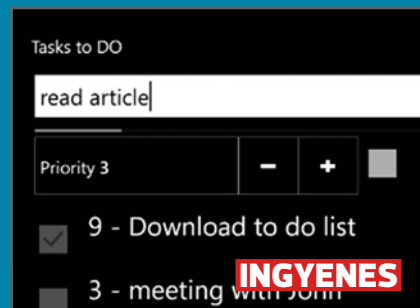 Tasks to DO
read article
Priority 3 - +
9 - Download to do list
3 - meeting with John
INGYENES